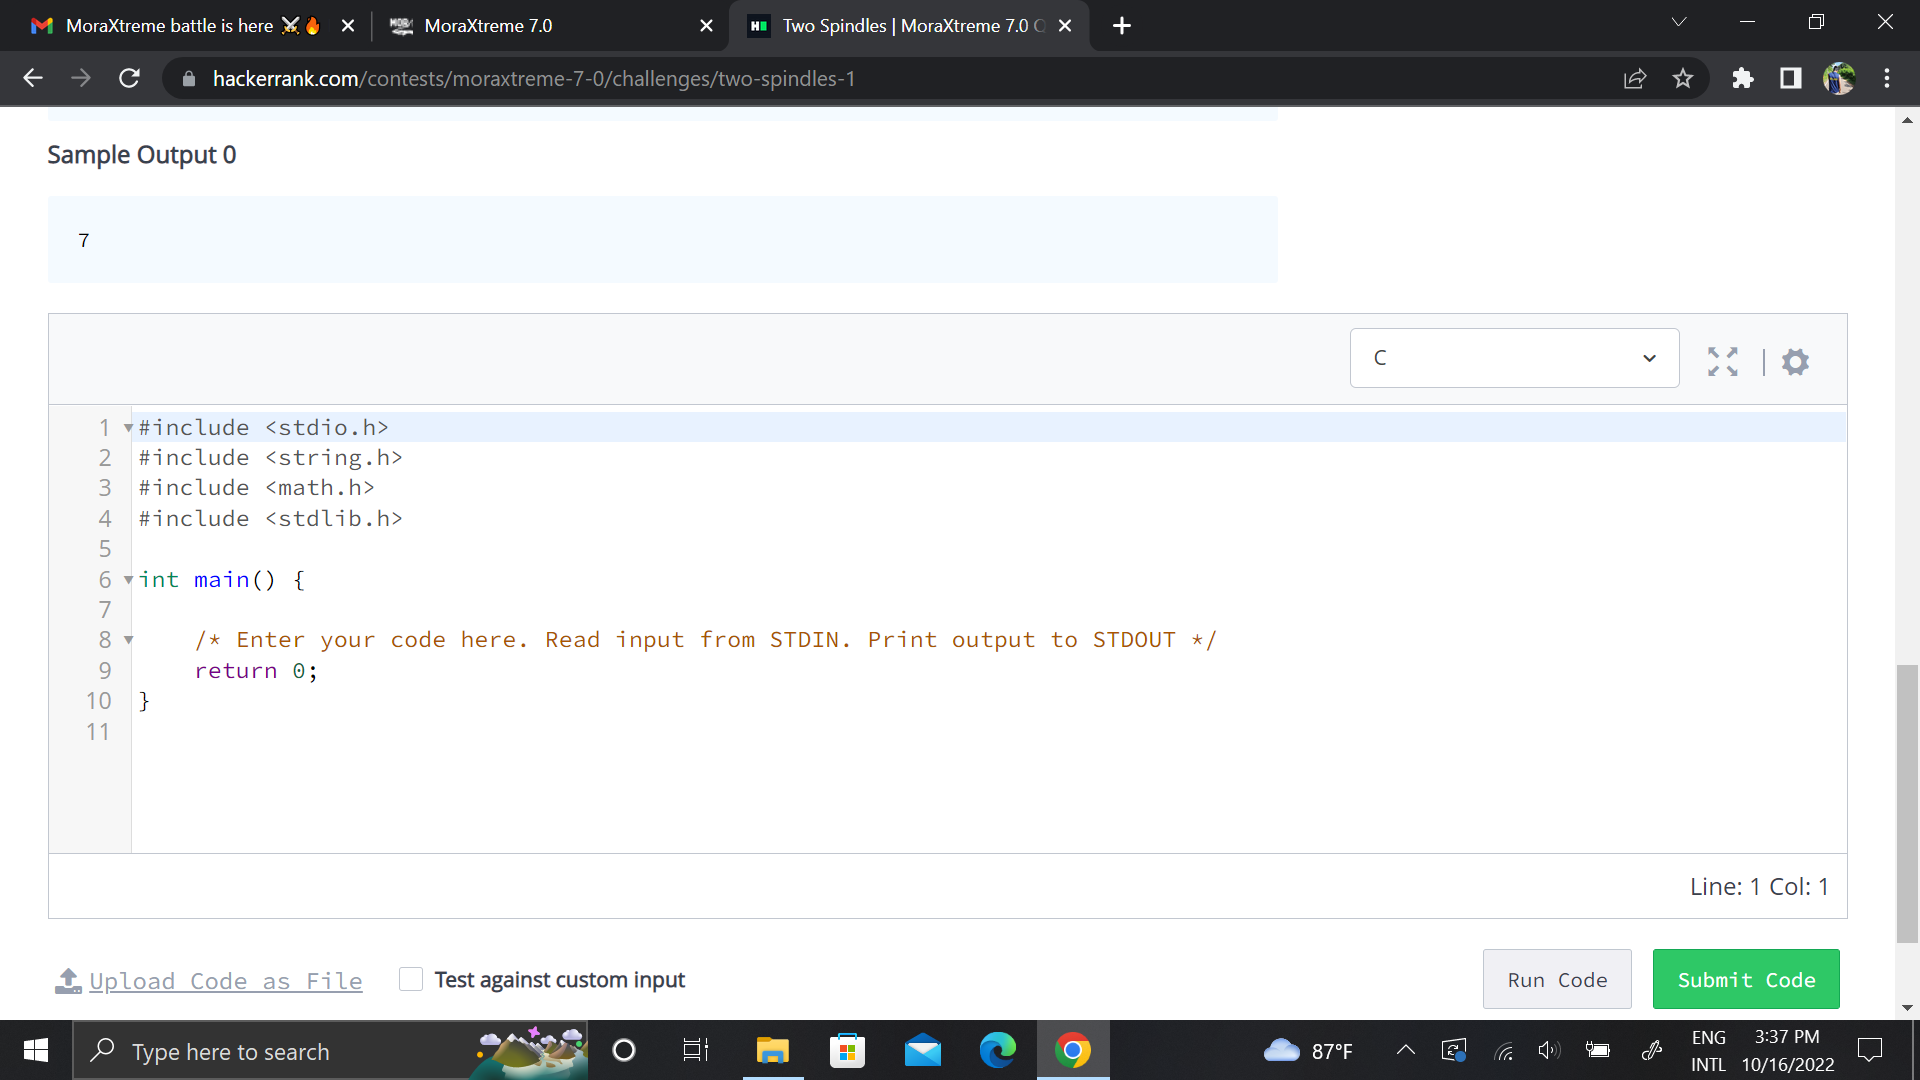 MoraXtreme battle is here ⚔️🔥
MoraXtreme 7.0
Two Spindles | MoraXtreme 7.0
hackerrank.com/contests/moraxtreme-7-0/challenges/two-spindles-1
Sample Output 0
7
C
1 #include <stdio.h>
2 #include <string.h>
3 #include <math.h>
4 #include <stdlib.h>
5
6 int main() {
7
8 /* Enter your code here. Read input from STDIN. Print output to STDOUT */
9 return 0;
10 }
11
Line: 1 Col: 1
Upload Code as File
Test against custom input
Run Code
Submit Code
Type here to search
87°F
ENG
INTL
3:37 PM
10/16/2022